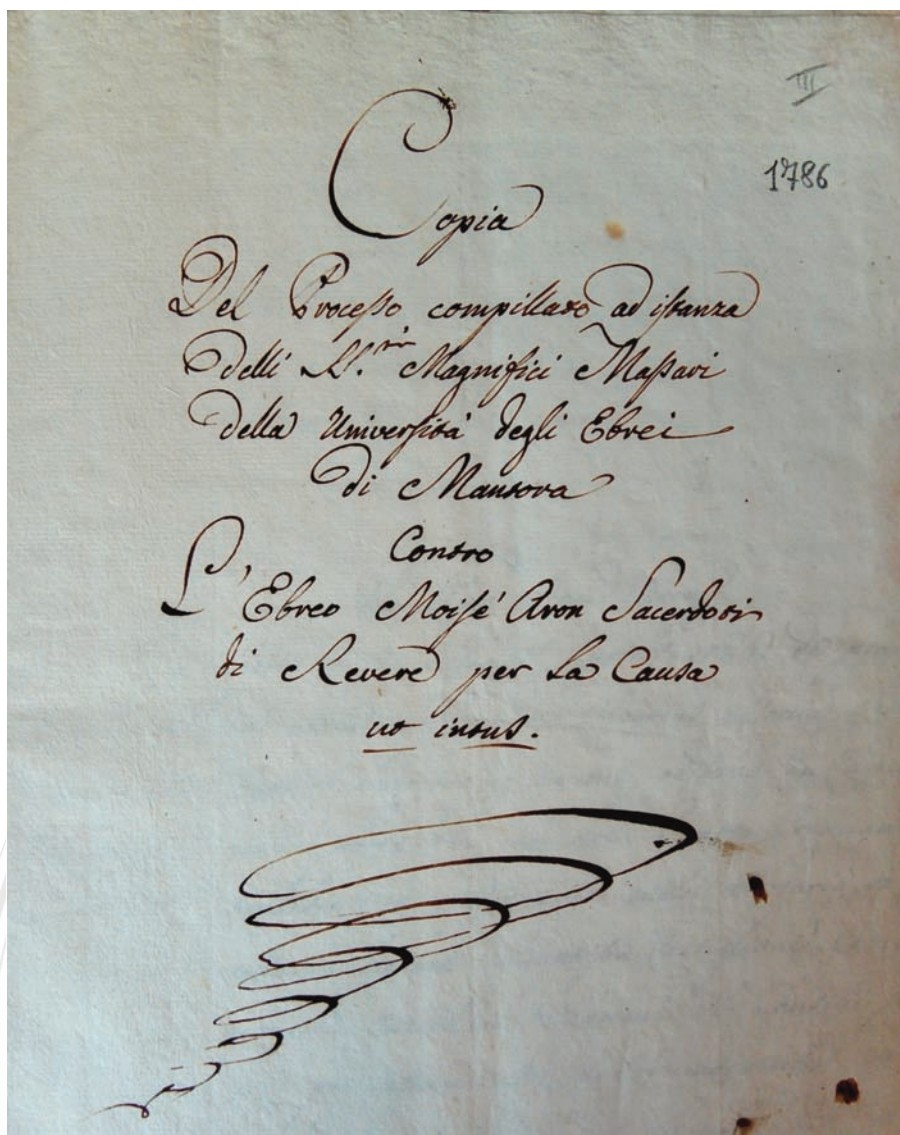 III
1786
Copia
Del Processo compillato ad istanza
delli Ill.mi Magnifici Massari
della Università degli Ebrei
di Mantova
Contro
L'Ebreo Moisé Aron Sacerdoti
di Revere per La Causa
ut intus.